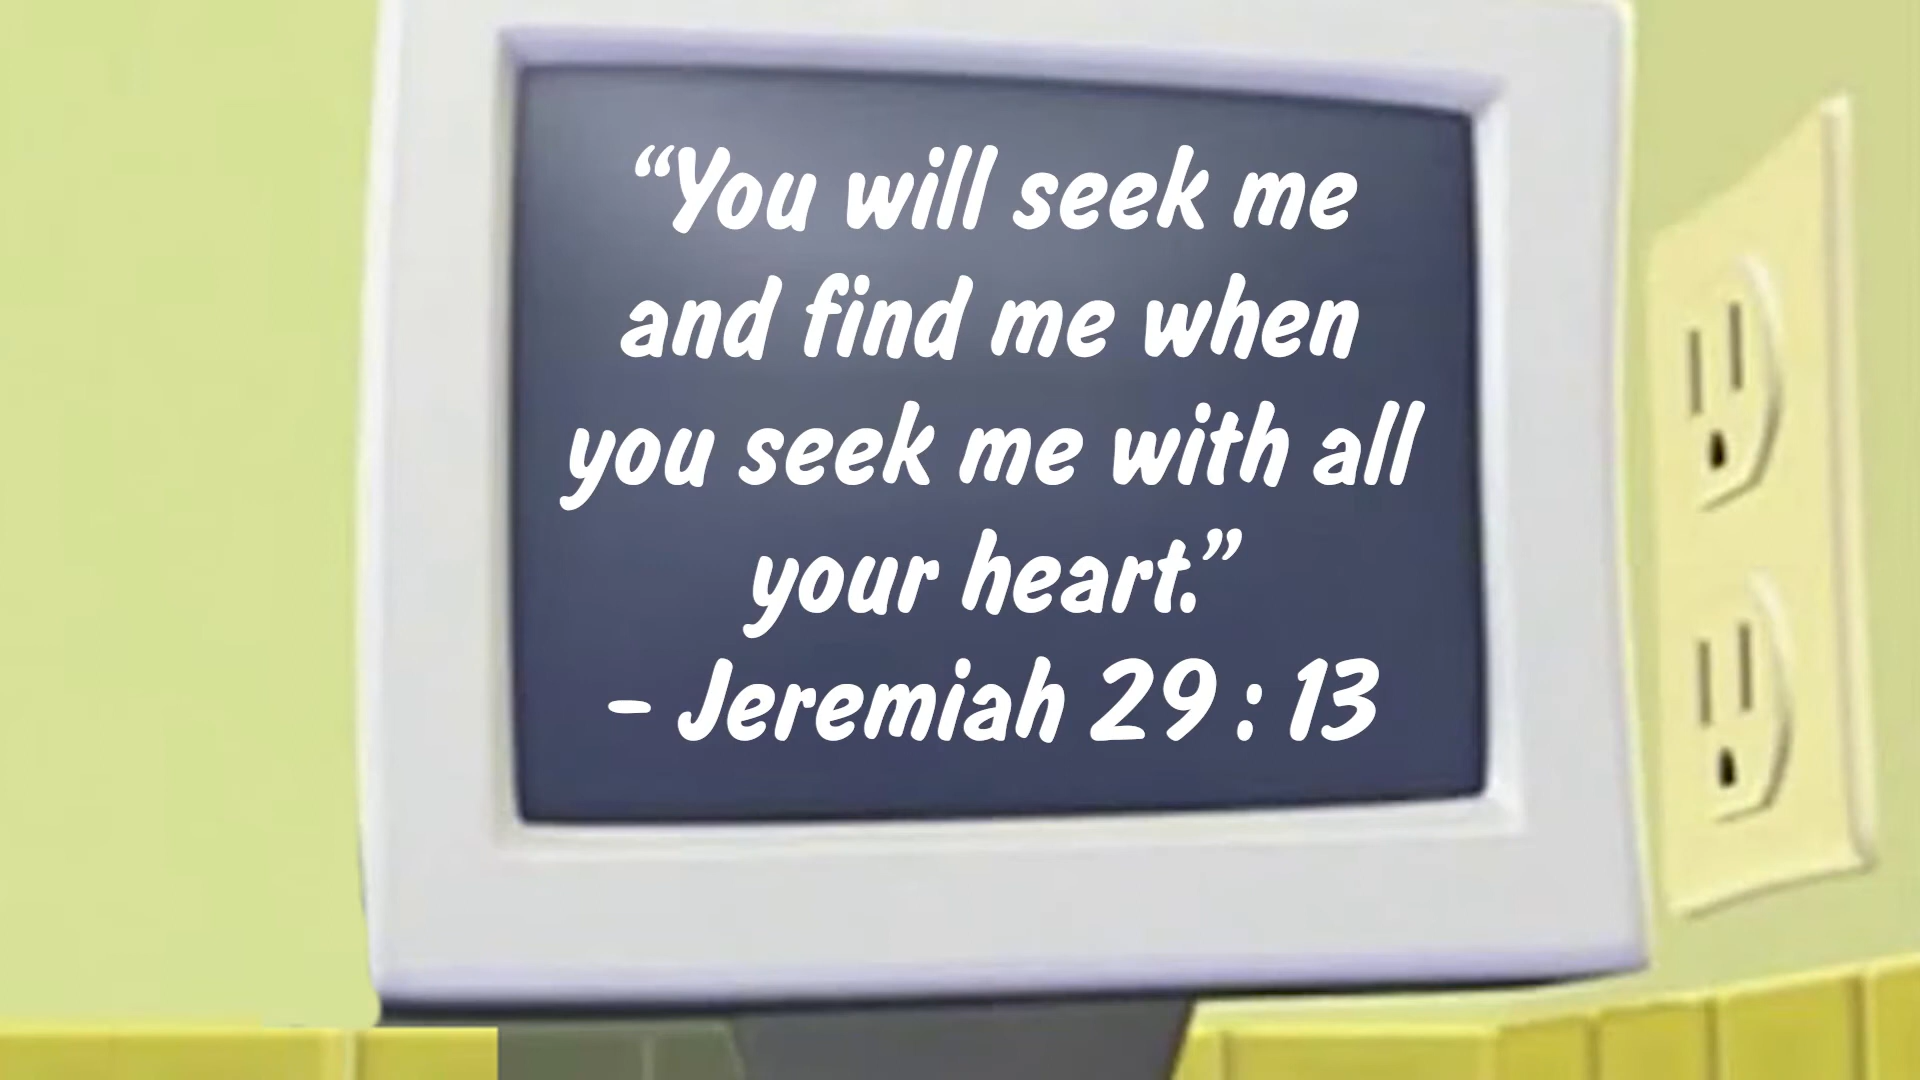 “You will seek me
and find me when
you seek me with all
your heart.”
- Jeremiah 29 : 13